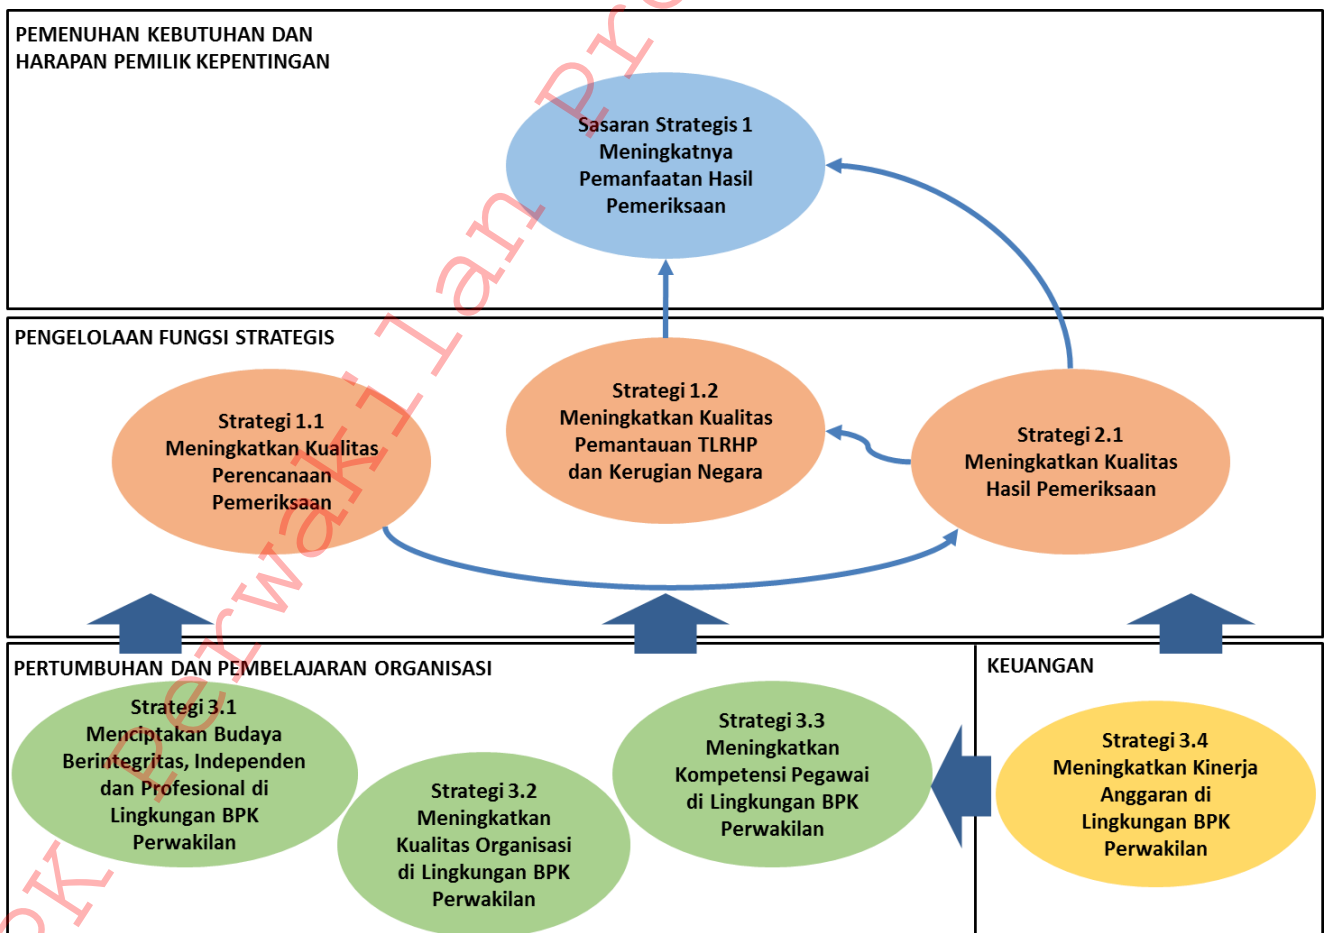 PEMENUHAN KEBUTUHAN DAN
HARAPAN PEMILIK KEPENTINGAN
Sasaran Strategis 1
Meningkatnya
Pemanfaatan Hasil
Pemeriksaan
PENGELOLAAN FUNGSI STRATEGIS
Strategi 1.1
Meningkatkan Kualitas
Perencanaan
Pemeriksaan
Strategi 1.2
Meningkatkan Kualitas
Pemantauan TLRHP
dan Kerugian Negara
Strategi 2.1
Meningkatkan Kualitas
Hasil Pemeriksaan
PERTUMBUHAN DAN PEMBELAJARAN ORGANISASI
Strategi 3.1
Menciptakan Budaya
Berintegritas, Independen
dan Profesional di
Lingkungan BPK
Perwakilan
Strategi 3.2
Meningkatkan
Kualitas Organisasi
di Lingkungan BPK
Perwakilan
Strategi 3.3
Meningkatkan
Kompetensi Pegawai
di Lingkungan BPK
Perwakilan
KEUANGAN
Strategi 3.4
Meningkatkan Kinerja
Anggaran di
Lingkungan BPK
Perwakilan
Perwakilan